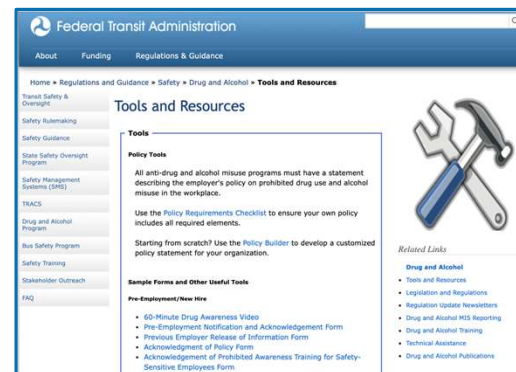 Federal Transit Administration
About Funding Regulations & Guidance
Home » Regulations and Guidance » Safety » Drug and Alcohol » Tools and Resources
Transit Safety &
Oversight
Safety Rulemaking
Safety Guidance
State Safety Oversight
Program
Safety Management
Systems (SMS)
TRACS
Drug and Alcohol
Program
Bus Safety Program
Safety Training
Stakeholder Outreach
FAQ
Tools and Resources
Tools
Policy Tools
All anti-drug and alcohol misuse programs must have a statement
describing the employer's policy on prohibited drug use and alcohol
misuse in the workplace.
Use the Policy Requirements Checklist to ensure your own policy
includes all required elements.
Starting from scratch? Use the Policy Builder to develop a customized
policy statement for your organization.
Sample Forms and Other Useful Tools
Pre-Employment/New Hire
• 60-Minute Drug Awareness Video
• Pre-Employment Notification and Acknowledgement Form
• Previous Employer Release of Information Form
• Acknowledgment of Policy Form
• Acknowledgement of Prohibited Awareness Training for Safety-
Sensitive Employees Form
Related Links
Drug and Alcohol
• Tools and Resources
• Legislation and Regulations
• Regulation Update Newsletters
• Drug and Alcohol MIS Reporting
• Drug and Alcohol Training
• Technical Assistance
• Drug and Alcohol Publications